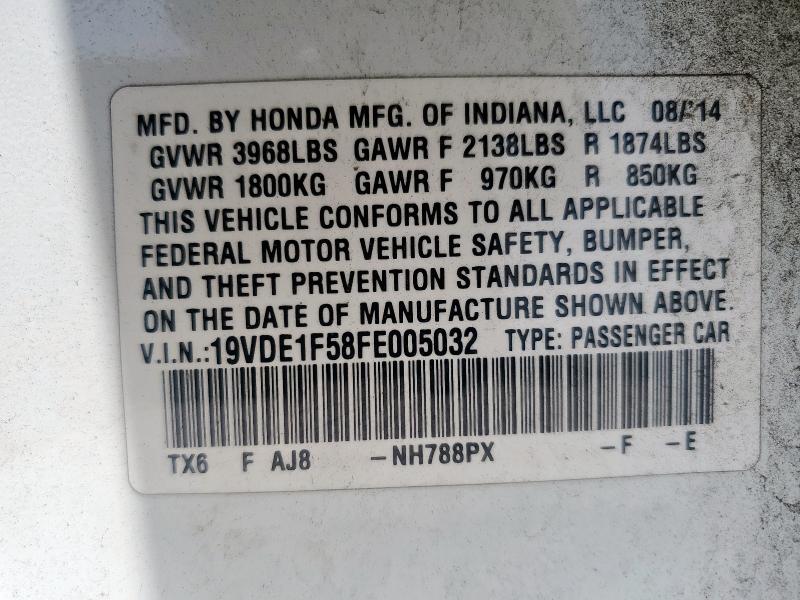 MFD. BY HONDA MFG. OF INDIANA, LLC 08/'14
GVWR 3968LBS GAWR F 2138LBS R 1874LBS
GVWR 1800KG GAWR F 970KG R 850KG
THIS VEHICLE CONFORMS TO ALL APPLICABLE
FEDERAL MOTOR VEHICLE SAFETY, BUMPER,
AND THEFT PREVENTION STANDARDS IN EFFECT
ON THE DATE OF MANUFACTURE SHOWN ABOVE.
V.I.N.:19VDE1F58FE005032 TYPE: PASSENGER CAR
TX6 F AJ8 -NH788PX -F -E